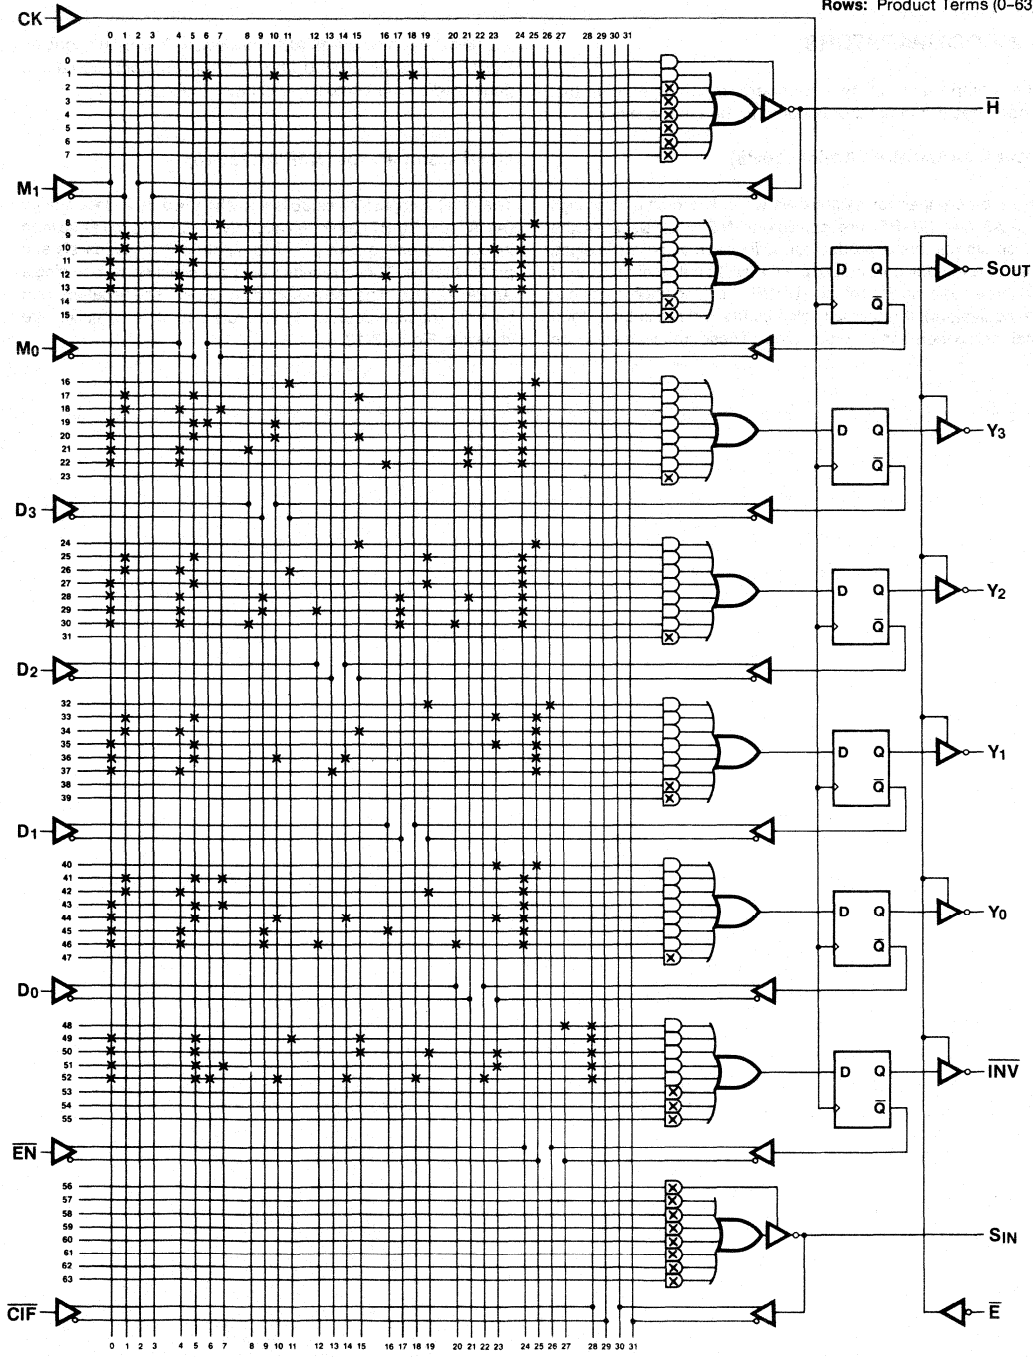 Rows: Product Terms (0–63
CK
0 1 2 3 4 5 6 7 8 9 10 11 12 13 14 15 16 17 18 19 20 21 22 23 24 25 26 27 28 29 30 31
0
1
2
3
4
5
6
7
H̅
M1
8
9
10
11
12
13
14
15
D Q
Q̅
SOUT
M0
16
17
18
19
20
21
22
23
D Q
Q̅
Y3
D3
24
25
26
27
28
29
30
31
D Q
Q̅
Y2
D2
32
33
34
35
36
37
38
39
D Q
Q̅
Y1
D1
40
41
42
43
44
45
46
47
D Q
Q̅
Y0
D0
48
49
50
51
52
53
54
55
D Q
Q̅
I̅N̅V̅
E̅N̅
56
57
58
59
60
61
62
63
SIN
C̅I̅F̅
E̅
0 1 2 3 4 5 6 7 8 9 10 11 12 13 14 15 16 17 18 19 20 21 22 23 24 25 26 27 28 29 30 31